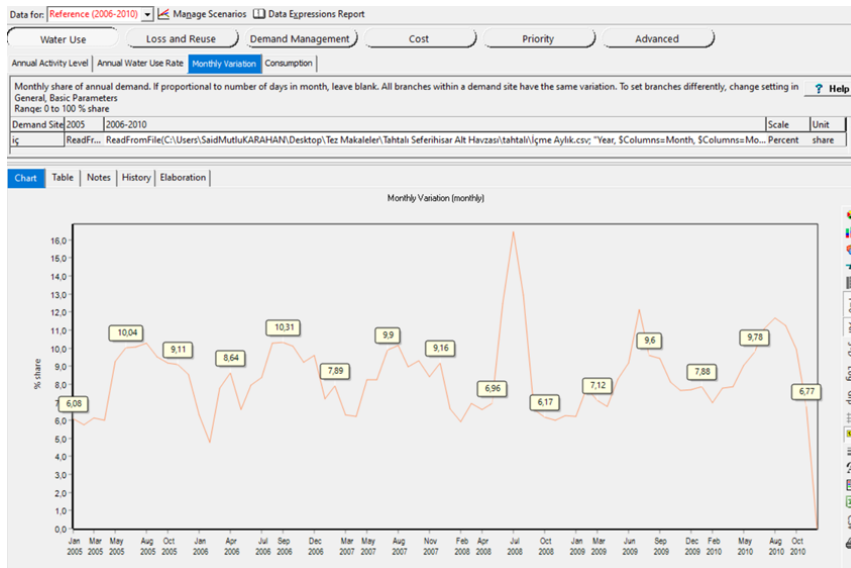 Data for: Reference (2006-2010) Manage Scenarios Data Expressions Report
Water Use Loss and Reuse Demand Management Cost Priority Advanced
Annual Activity Level Annual Water Use Rate Monthly Variation Consumption
Monthly share of annual demand. If proportional to number of days in month, leave blank. All branches within a demand site have the same variation. To set branches differently, change setting in
General, Basic Parameters
? Help
Range: 0 to 100 % share
Demand Site 2005 2006-2010 Scale Unit
iç ReadFr... ReadFromFile(C:\Users\SaidMutluKARAHAN\Desktop\Tez Makaleler\Tahtalı Seferihisar Alt Havzası\tahtalı\İçme Aylık.csv; "Year, $Columns=Month, $Columns=Mo... Percent share
Chart Table Notes History Elaboration
Monthly Variation (monthly)
16,0
15,0
14,0
13,0
12,0
11,0
10,0
9,0
8,0
7
6,0
5,0
4,0
3,0
2,0
1,0
0,0
% share
6,08
10,04
9,11
8,64
10,31
7,89
9,9
9,16
6,96
6,17
7,12
9,6
7,88
9,78
6,77
Jan Mar May Aug Oct Jan Apr Jul Sep Dec Mar May Aug Nov Feb Apr Jul Oct Jan Mar Jun Sep Dec Feb May Aug Oct
2005 2005 2005 2005 2005 2006 2006 2006 2006 2006 2007 2007 2007 2007 2008 2008 2008 2008 2009 2009 2009 2009 2009 2010 2010 2010 2010